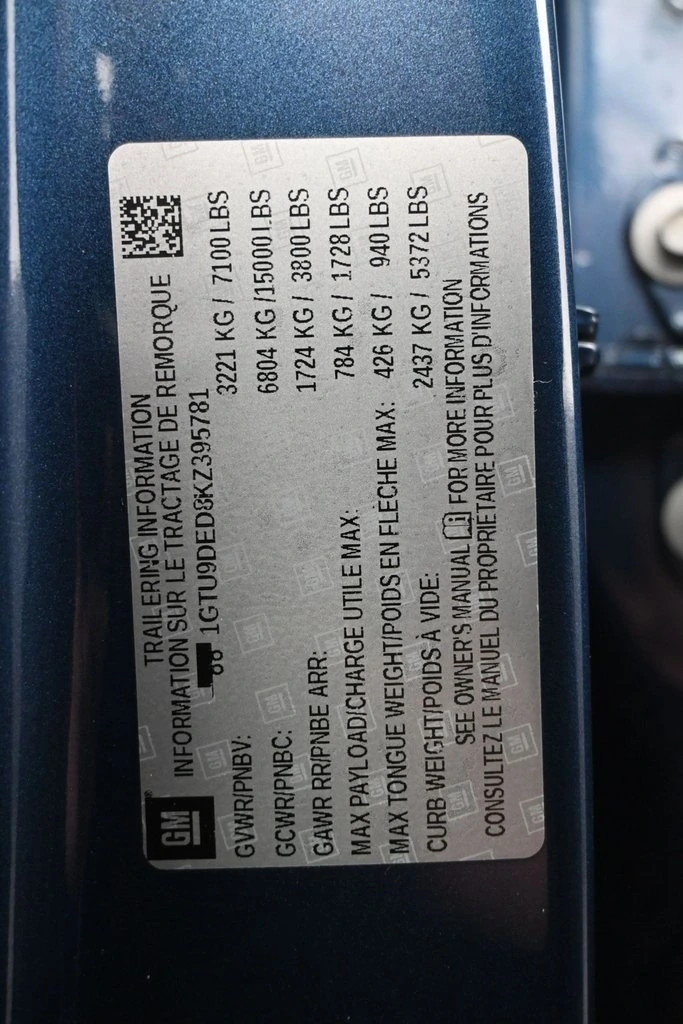 GM
TRAILERING INFORMATION
INFORMATION SUR LE TRACTAGE DE REMORQUE
1GTU9DED8KZ395781
GVWR/PNBV: 3221 KG / 7100 LBS
GCWR/PNBC: 6804 KG /15000 LBS
GAWR RR/PNBE ARR: 1724 KG / 3800 LBS
MAX PAYLOAD/CHARGE UTILE MAX: 784 KG / 1728 LBS
MAX TONGUE WEIGHT/POIDS EN FLECHE MAX: 426 KG / 940 LBS
CURB WEIGHT/POIDS À VIDE: 2437 KG / 5372 LBS
SEE OWNER'S MANUAL FOR MORE INFORMATION
CONSULTEZ LE MANUEL DU PROPRIETAIRE POUR PLUS D'INFORMATIONS